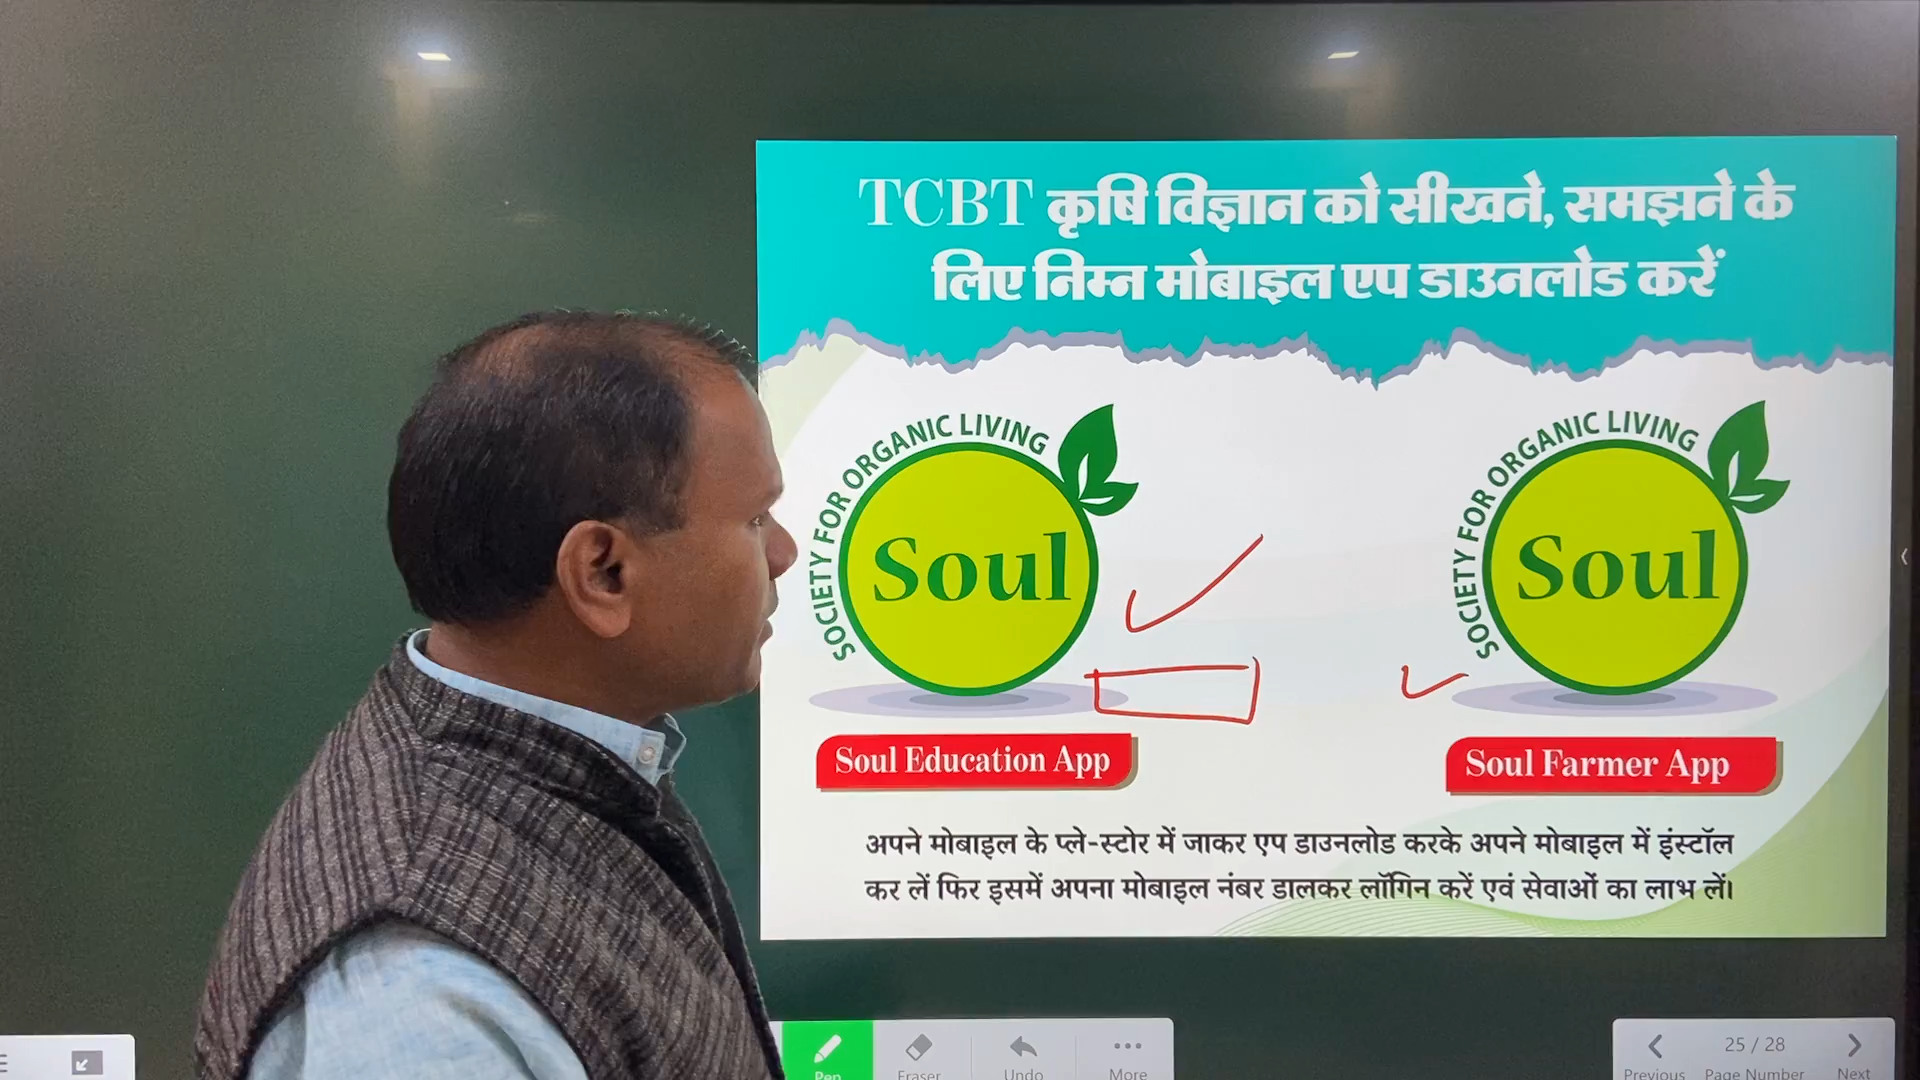 TCBT कृषि विज्ञान को सीखने, समझने के
लिए निम्न मोबाइल एप डाउनलोड करें
SOCIETY FOR ORGANIC LIVING
Soul
SOCIETY FOR ORGANIC LIVING
Soul
Soul Education App
Soul Farmer App
अपने मोबाइल के प्ले-स्टोर में जाकर एप डाउनलोड करके अपने मोबाइल में इंस्टॉल
कर लें फिर इसमें अपना मोबाइल नंबर डालकर लॉगिन करें एवं सेवाओं का लाभ लें।
Pen Eraser Undo More
25 / 28
Previous Page Number Next